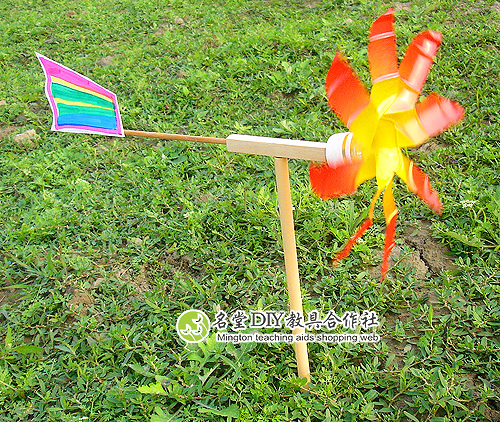 名堂DIY教具合作社
Mington teaching aids shopping web